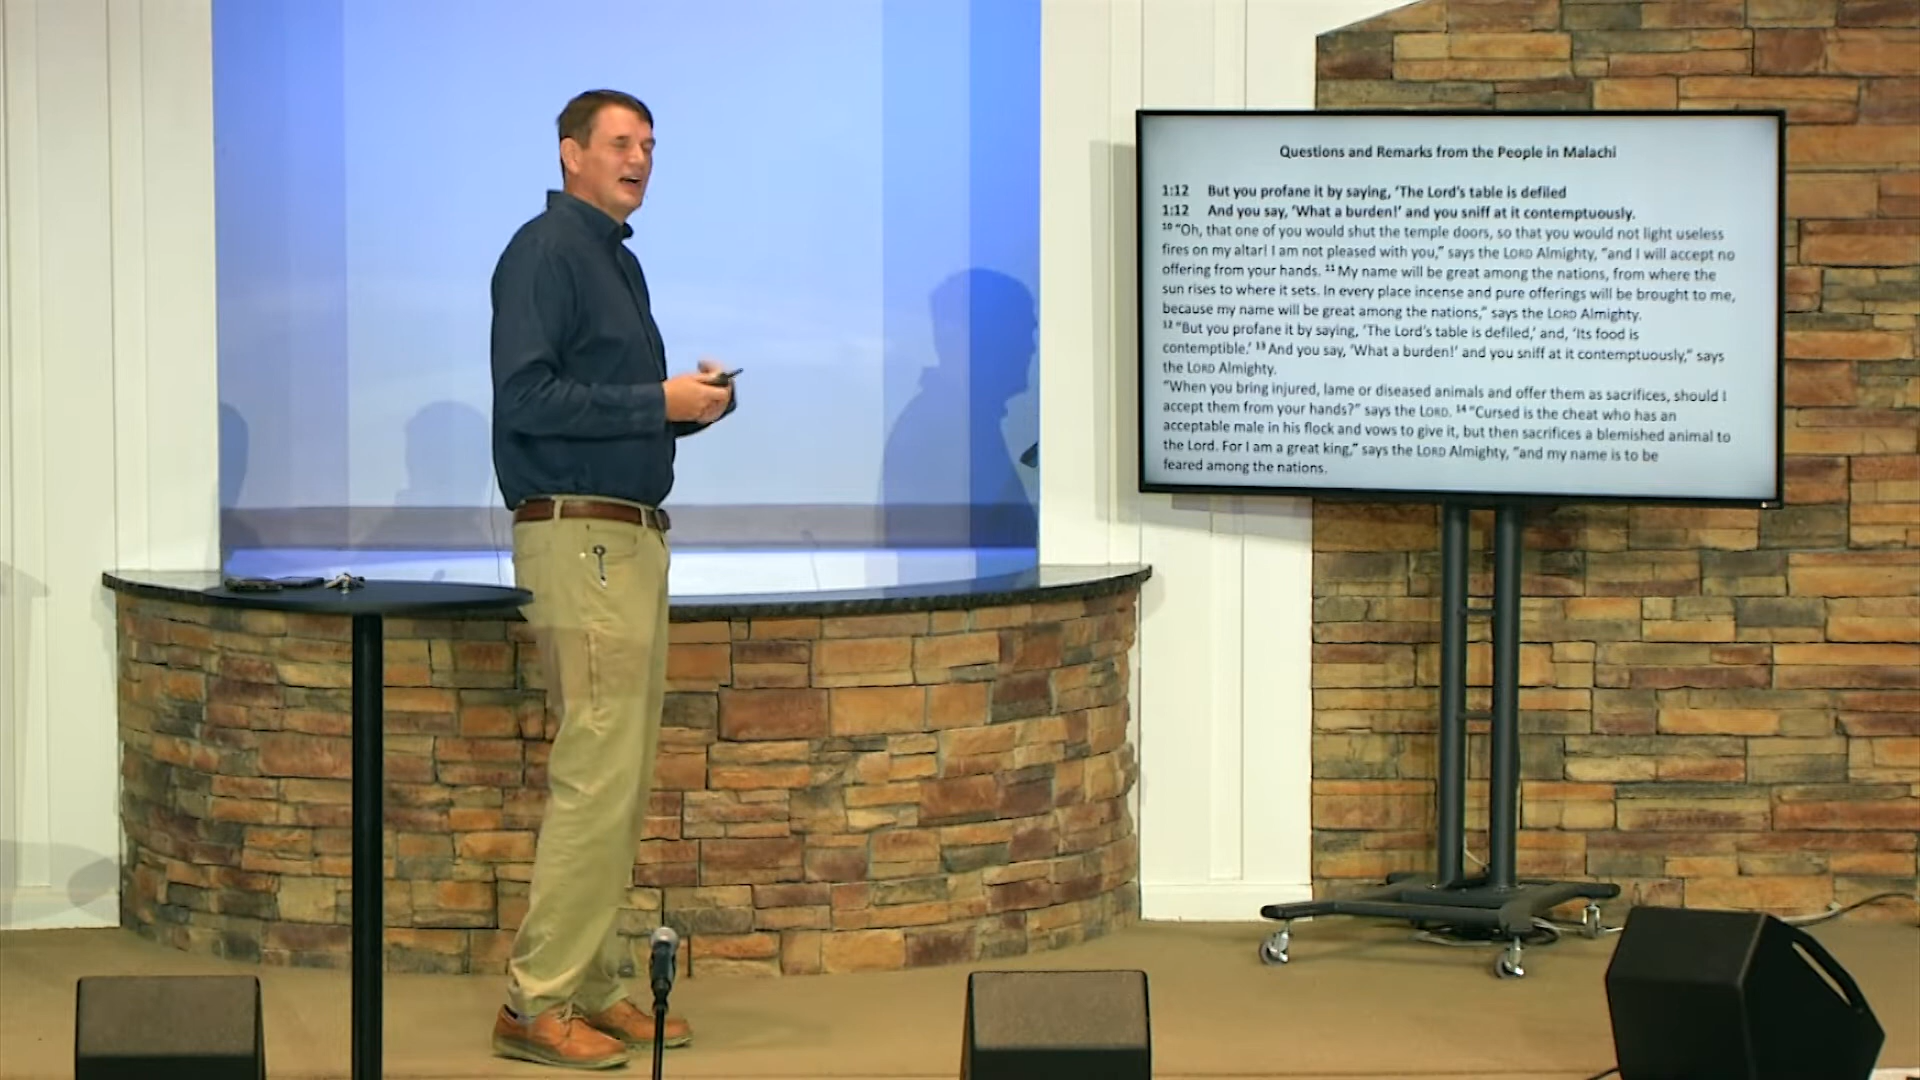 Questions and Remarks from the People in Malachi
1:12 But you profane it by saying, 'The Lord's table is defiled
1:12 And you say, 'What a burden!' and you sniff at it contemptuously.
10 "Oh, that one of you would shut the temple doors, so that you would not light useless
fires on my altar! I am not pleased with you," says the LORD Almighty, "and I will accept no
offering from your hands. 11 My name will be great among the nations, from where the
sun rises to where it sets. In every place incense and pure offerings will be brought to me,
because my name will be great among the nations," says the LORD Almighty.
12 "But you profane it by saying, 'The Lord's table is defiled,' and, 'Its food is
contemptible.' 13 And you say, 'What a burden!' and you sniff at it contemptuously," says
the LORD Almighty.
"When you bring injured, lame or diseased animals and offer them as sacrifices, should I
accept them from your hands?" says the LORD. 14 "Cursed is the cheat who has an
acceptable male in his flock and vows to give it, but then sacrifices a blemished animal to
the Lord. For I am a great king," says the LORD Almighty, "and my name is to be
feared among the nations.